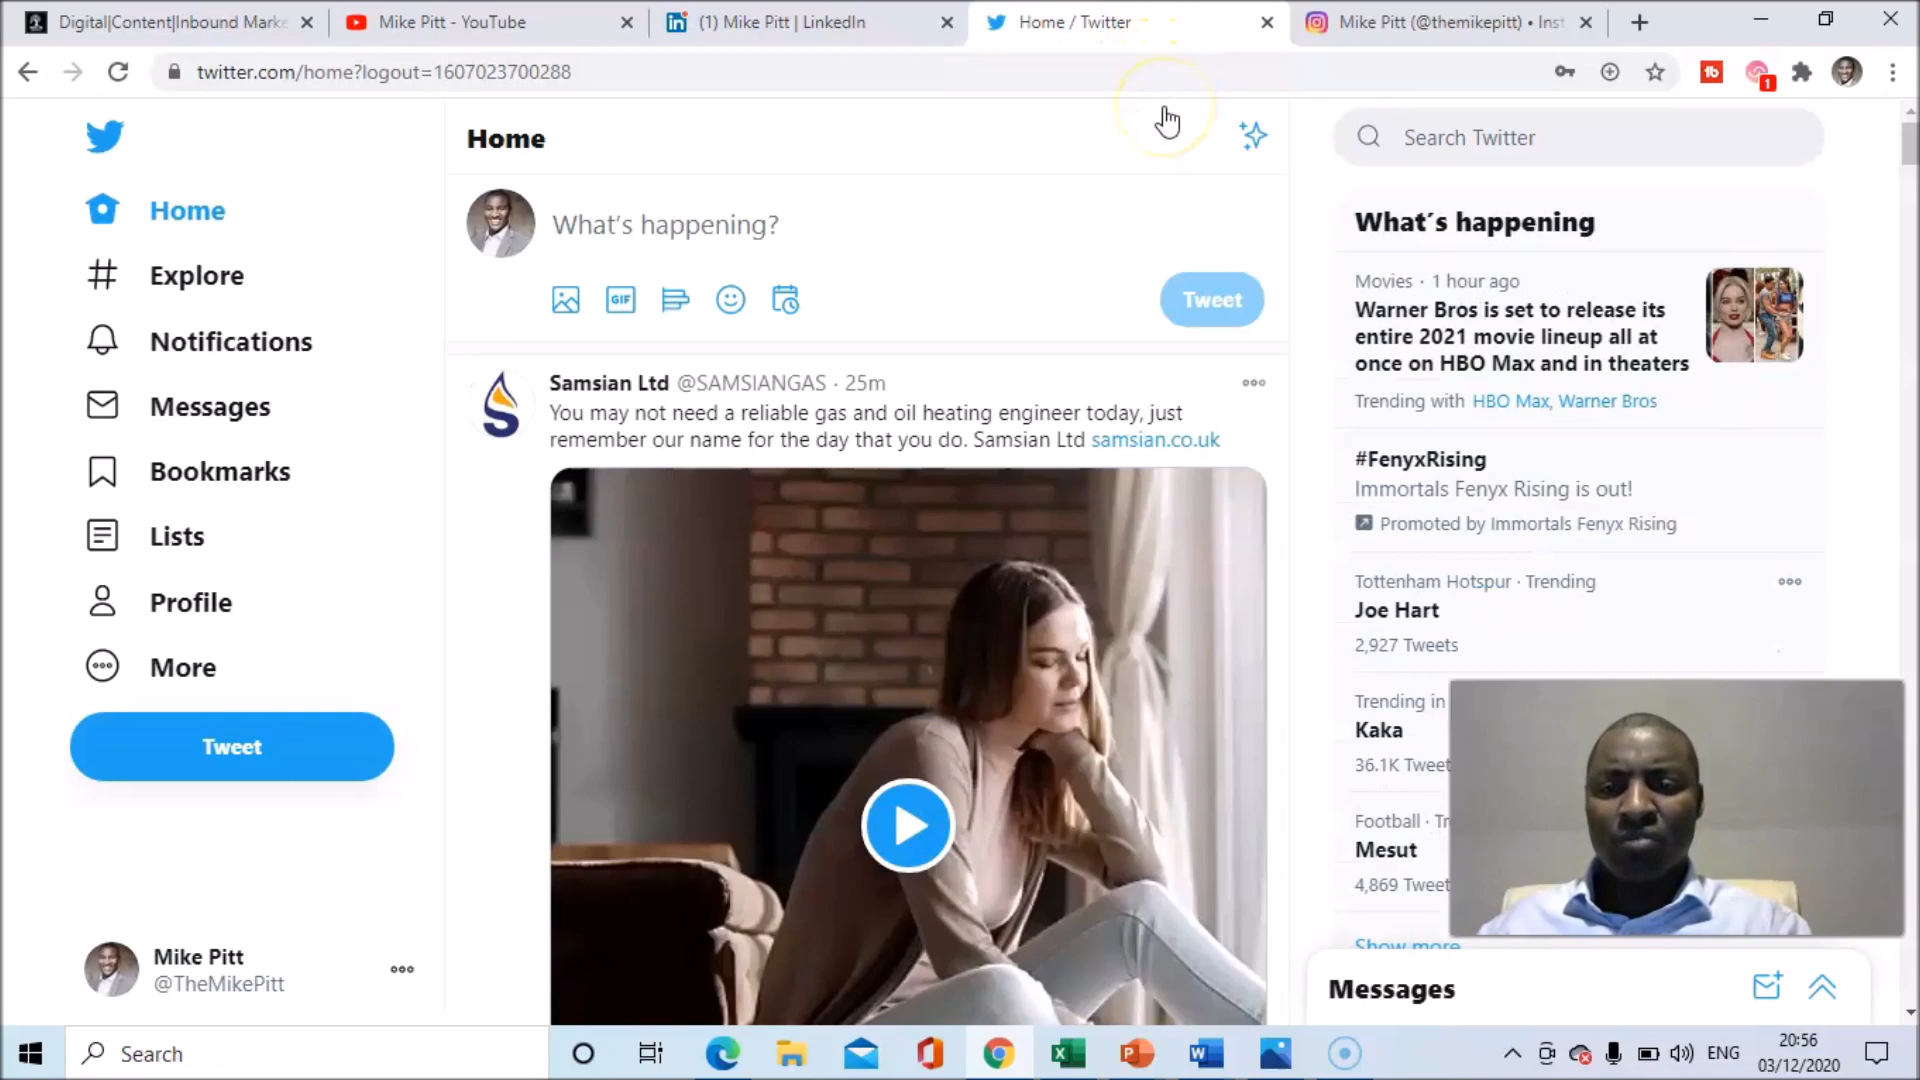 Digital|Content|Inbound Marke
Mike Pitt - YouTube
(1) Mike Pitt | LinkedIn
Home / Twitter
Mike Pitt (@themikepitt) • Inst
twitter.com/home?logout=1607023700288
1
Home
Search Twitter
Home
Explore
Notifications
Messages
Bookmarks
Lists
Profile
More
Tweet
Mike Pitt
@TheMikePitt
What's happening?
GIF
Tweet
Samsian Ltd @SAMSIANGAS · 25m
You may not need a reliable gas and oil heating engineer today, just
remember our name for the day that you do. Samsian Ltd samsian.co.uk
What's happening
Movies · 1 hour ago
Warner Bros is set to release its
entire 2021 movie lineup all at
once on HBO Max and in theaters
Trending with HBO Max, Warner Bros
#FenyxRising
Immortals Fenyx Rising is out!
Promoted by Immortals Fenyx Rising
Tottenham Hotspur · Trending
Joe Hart
2,927 Tweets
Trending in
Kaka
36.1K Tweet
Football · Tr
Mesut
4,869 Tweet
Show more
Messages
Search
ENG
20:56
03/12/2020